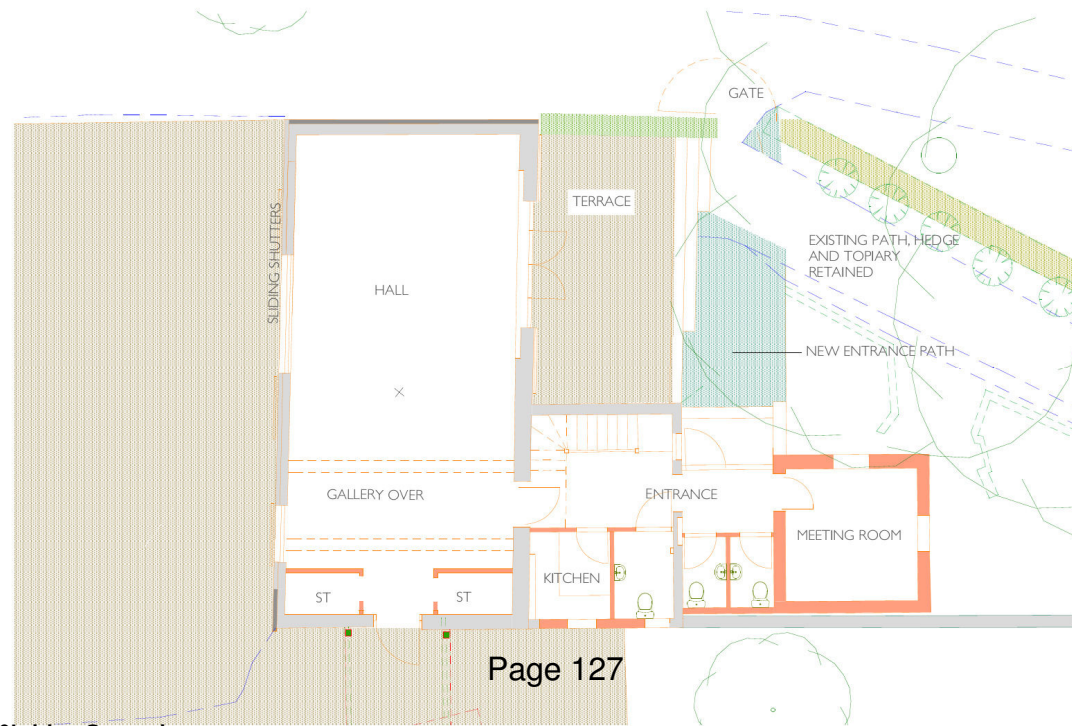 GATE
TERRACE
SLIDING SHUTTERS
EXISTING PATH, HEDGE
AND TOPIARY
RETAINED
HALL
NEW ENTRANCE PATH
GALLERY OVER
ENTRANCE
MEETING ROOM
KITCHEN
ST
ST
Page 127